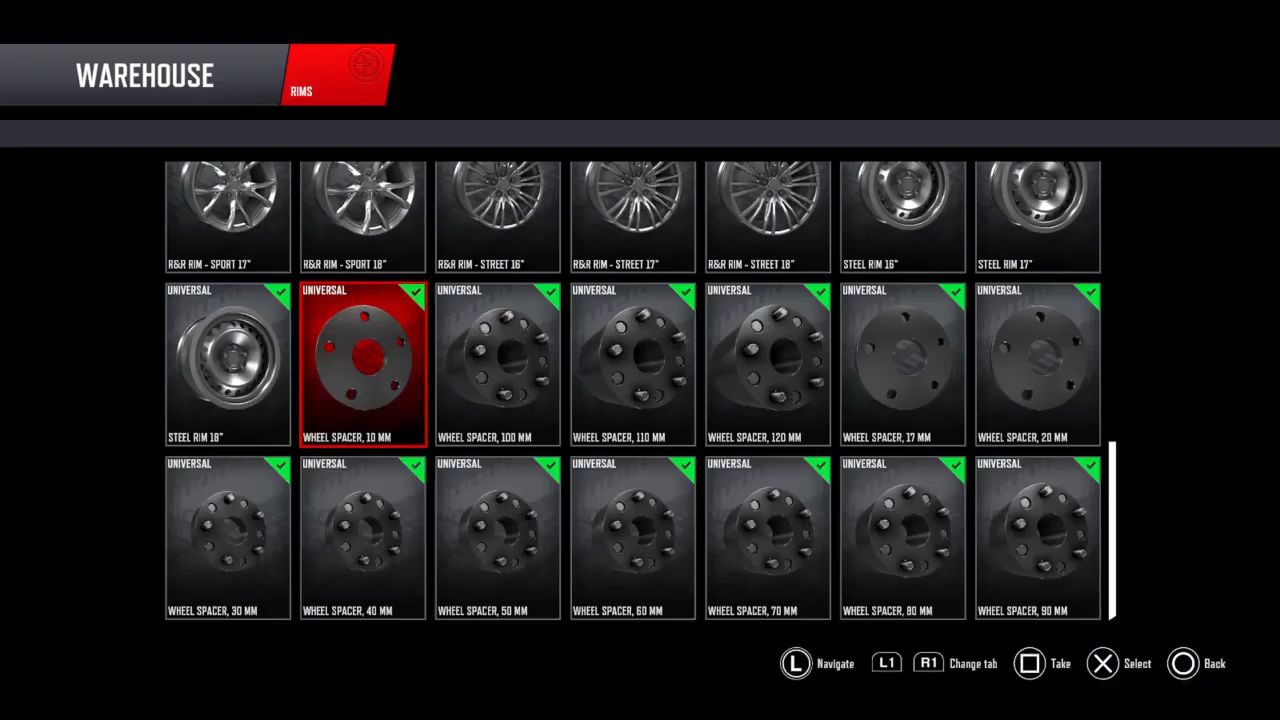 WAREHOUSE
RIMS
R&R RIM - SPORT 17"
R&R RIM - SPORT 18"
R&R RIM - STREET 16"
R&R RIM - STREET 17"
R&R RIM - STREET 18"
STEEL RIM 16"
STEEL RIM 17"
UNIVERSAL
UNIVERSAL
UNIVERSAL
UNIVERSAL
UNIVERSAL
UNIVERSAL
UNIVERSAL
STEEL RIM 18"
WHEEL SPACER, 10 MM
WHEEL SPACER, 100 MM
WHEEL SPACER, 110 MM
WHEEL SPACER, 120 MM
WHEEL SPACER, 17 MM
WHEEL SPACER, 20 MM
UNIVERSAL
UNIVERSAL
UNIVERSAL
UNIVERSAL
UNIVERSAL
UNIVERSAL
UNIVERSAL
WHEEL SPACER, 30 MM
WHEEL SPACER, 40 MM
WHEEL SPACER, 50 MM
WHEEL SPACER, 60 MM
WHEEL SPACER, 70 MM
WHEEL SPACER, 80 MM
WHEEL SPACER, 90 MM
L Navigate L1 R1 Change tab Take Select Back